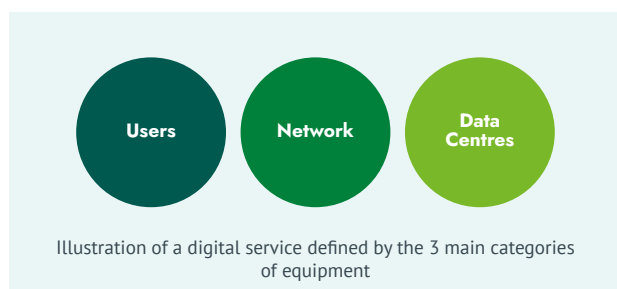 Users
Network
Data
Centres
Illustration of a digital service defined by the 3 main categories
of equipment